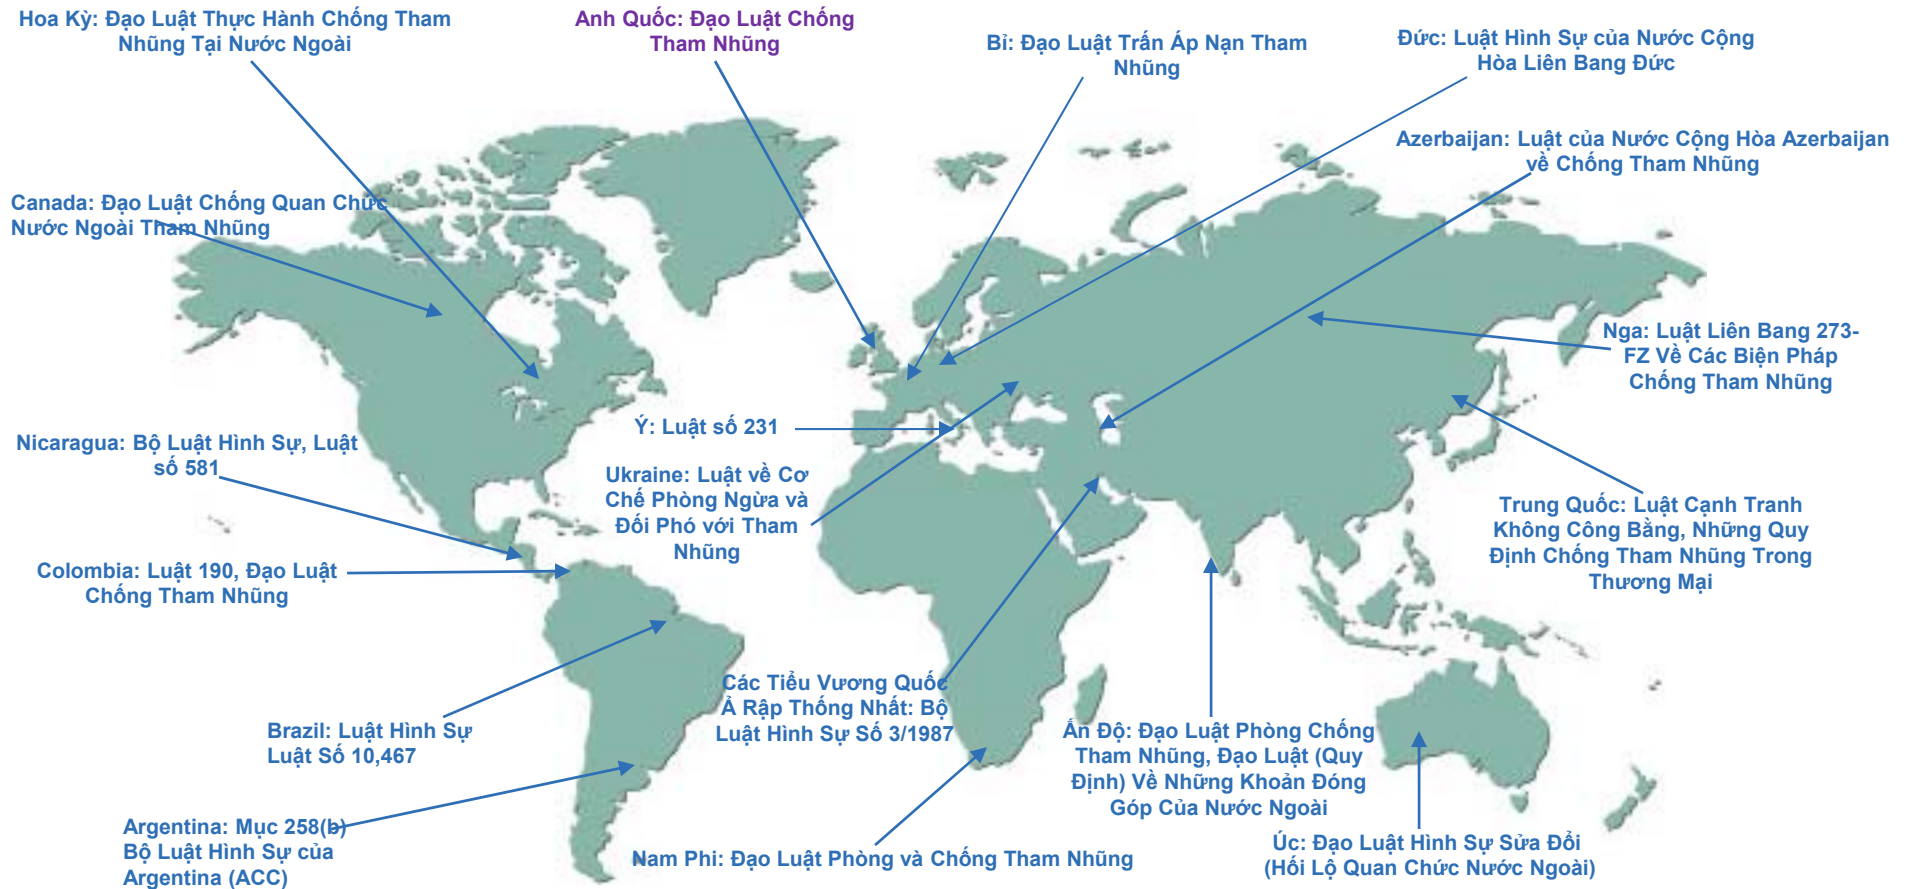 Hoa Kỳ: Đạo Luật Thực Hành Chống Tham
Nhũng Tại Nước Ngoài
Anh Quốc: Đạo Luật Chống
Tham Nhũng
Bỉ: Đạo Luật Trấn Áp Nạn Tham
Nhũng
Đức: Luật Hình Sự của Nước Cộng
Hòa Liên Bang Đức
Azerbaijan: Luật của Nước Cộng Hòa Azerbaijan
về Chống Tham Nhũng
Canada: Đạo Luật Chống Quan Chức
Nước Ngoài Tham Nhũng
Nga: Luật Liên Bang 273-
FZ Về Các Biện Pháp
Chống Tham Nhũng
Ý: Luật số 231
Nicaragua: Bộ Luật Hình Sự, Luật
số 581
Ukraine: Luật về Cơ
Chế Phòng Ngừa và
Đối Phó với Tham
Nhũng
Trung Quốc: Luật Cạnh Tranh
Không Công Bằng, Những Quy
Định Chống Tham Nhũng Trong
Thương Mại
Colombia: Luật 190, Đạo Luật
Chống Tham Nhũng
Các Tiểu Vương Quốc
Ả Rập Thống Nhất: Bộ
Luật Hình Sự Số 3/1987
Brazil: Luật Hình Sự
Luật Số 10,467
Ấn Độ: Đạo Luật Phòng Chống
Tham Nhũng, Đạo Luật (Quy
Định) Về Những Khoản Đóng
Góp Của Nước Ngoài
Argentina: Mục 258(b)
Bộ Luật Hình Sự của
Argentina (ACC)
Nam Phi: Đạo Luật Phòng và Chống Tham Nhũng
Úc: Đạo Luật Hình Sự Sửa Đổi
(Hối Lộ Quan Chức Nước Ngoài)